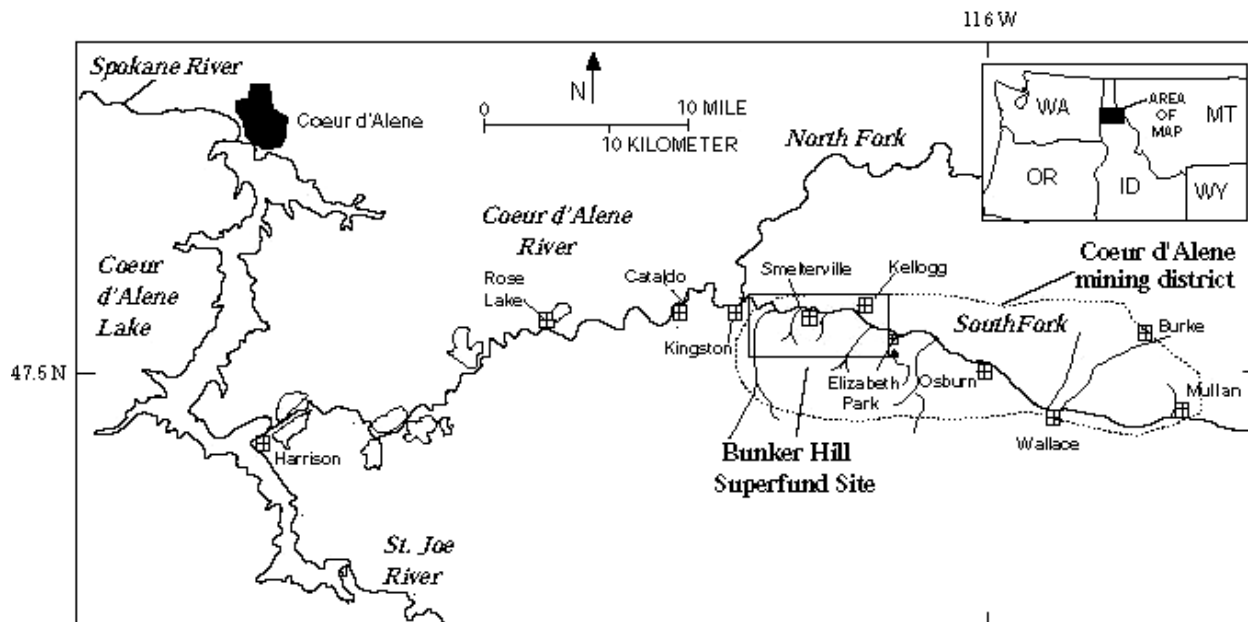 116 W
Spokane River
Coeur d'Alene
N
0
10 MILE
10 KILOMETER
North Fork
WA
MT
OR
ID
WY
AREA
OF
MAP
Coeur d'Alene
River
Coeur
d'Alene
Lake
Rose
Lake
Cataldo
Smelterville
Kellogg
Coeur d'Alene
mining district
SouthFork
Burke
Kingston
47.5 N
Elizabeth
Park
Osburn
Mullan
Wallace
Harrison
Bunker Hill
Superfund Site
St. Joe
River